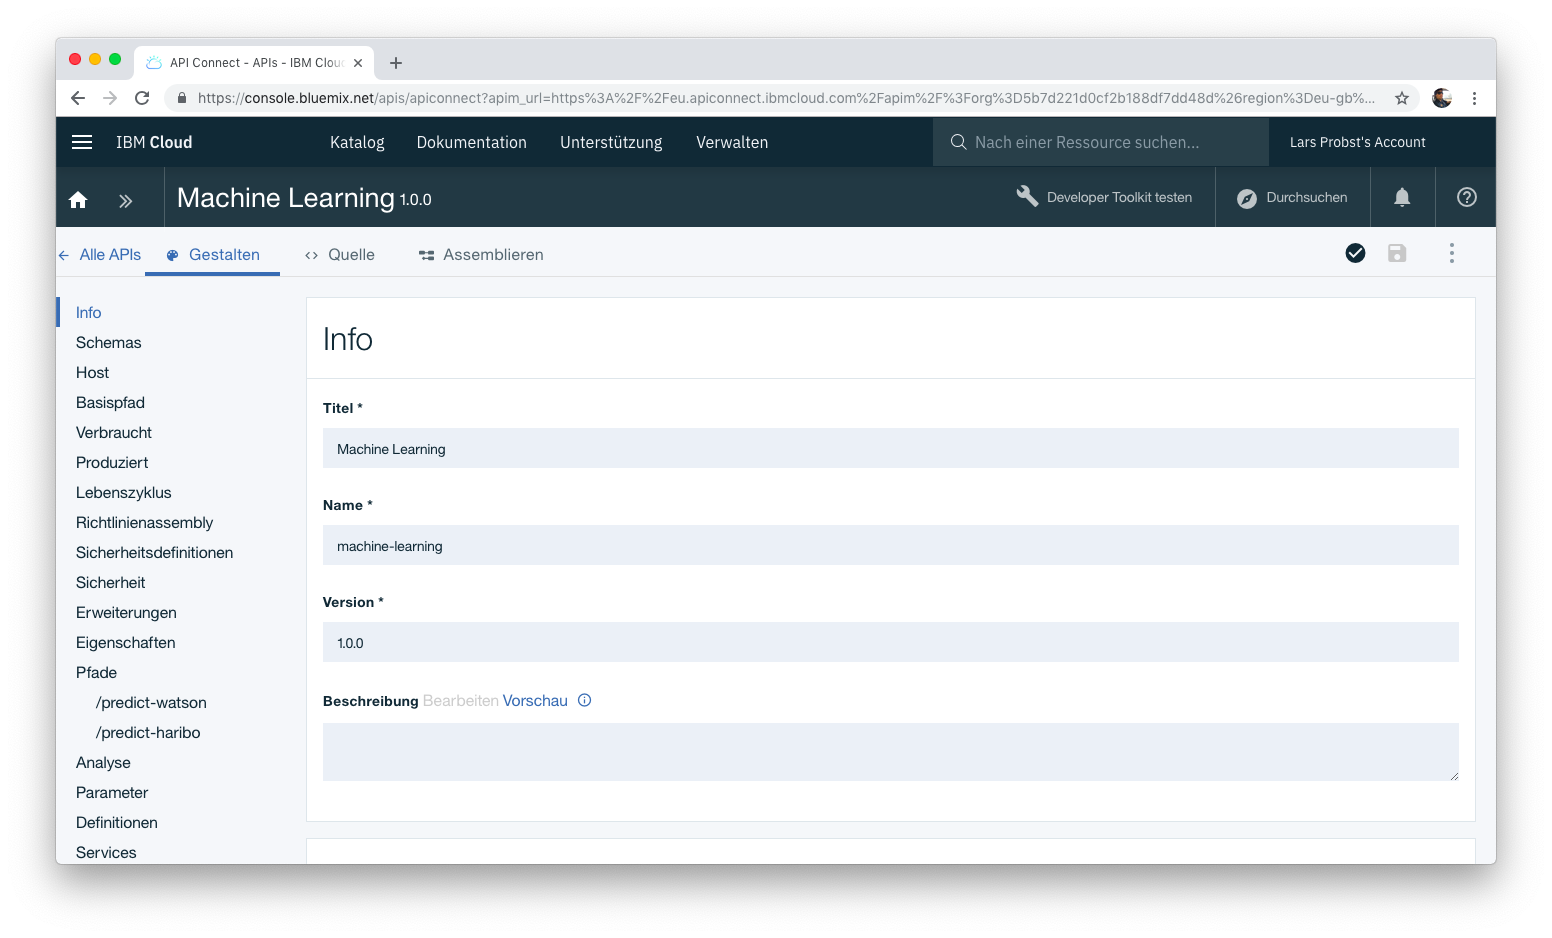 API Connect - APIs - IBM Clou
https://console.bluemix.net/apis/apiconnect?apim_url=https%3A%2F%2Feu.apiconnect.ibmcloud.com%2Fapim%2F%3Forg%3D5b7d221d0cf2b188df7dd48d%26region%3Deu-gb%...
IBM Cloud Katalog Dokumentation Unterstützung Verwalten Nach einer Ressource suchen... Lars Probst's Account
Machine Learning 1.0.0 Developer Toolkit testen Durchsuchen
Alle APIs Gestalten Quelle Assemblieren
Info
Schemas
Host
Basispfad
Verbraucht
Produziert
Lebenszyklus
Richtlinienassembly
Sicherheitsdefinitionen
Sicherheit
Erweiterungen
Eigenschaften
Pfade
/predict-watson
/predict-haribo
Analyse
Parameter
Definitionen
Services
Info
Titel *
Machine Learning
Name *
machine-learning
Version *
1.0.0
Beschreibung Bearbeiten Vorschau